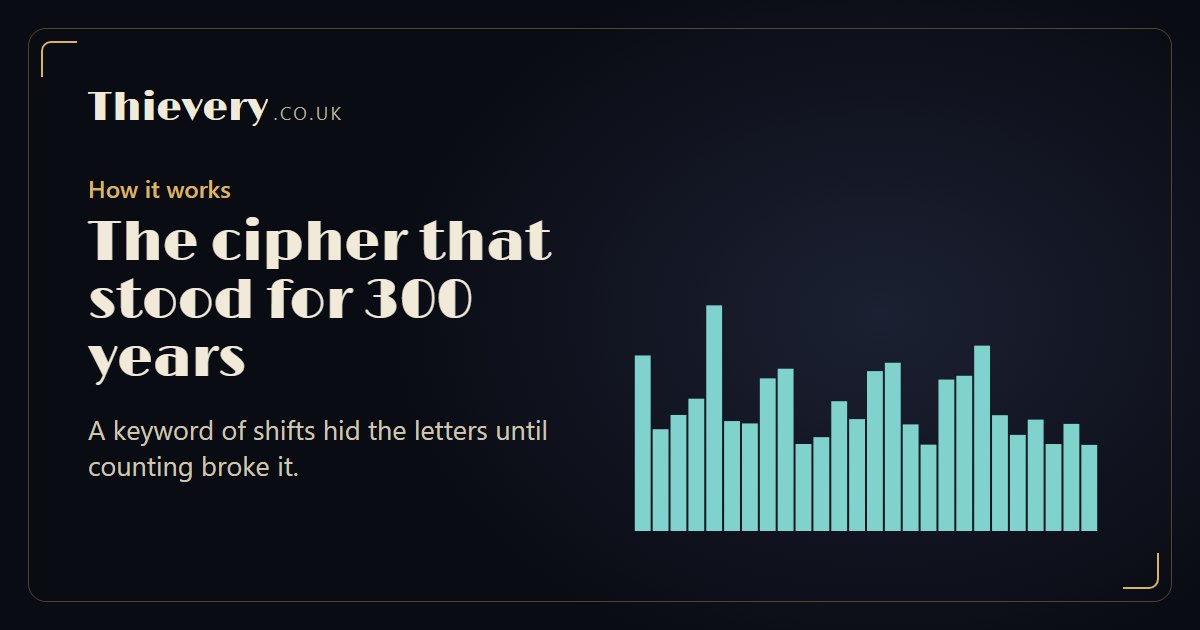 Thievery.CO.UK
How it works
The cipher that
stood for 300
years
A keyword of shifts hid the letters until
counting broke it.